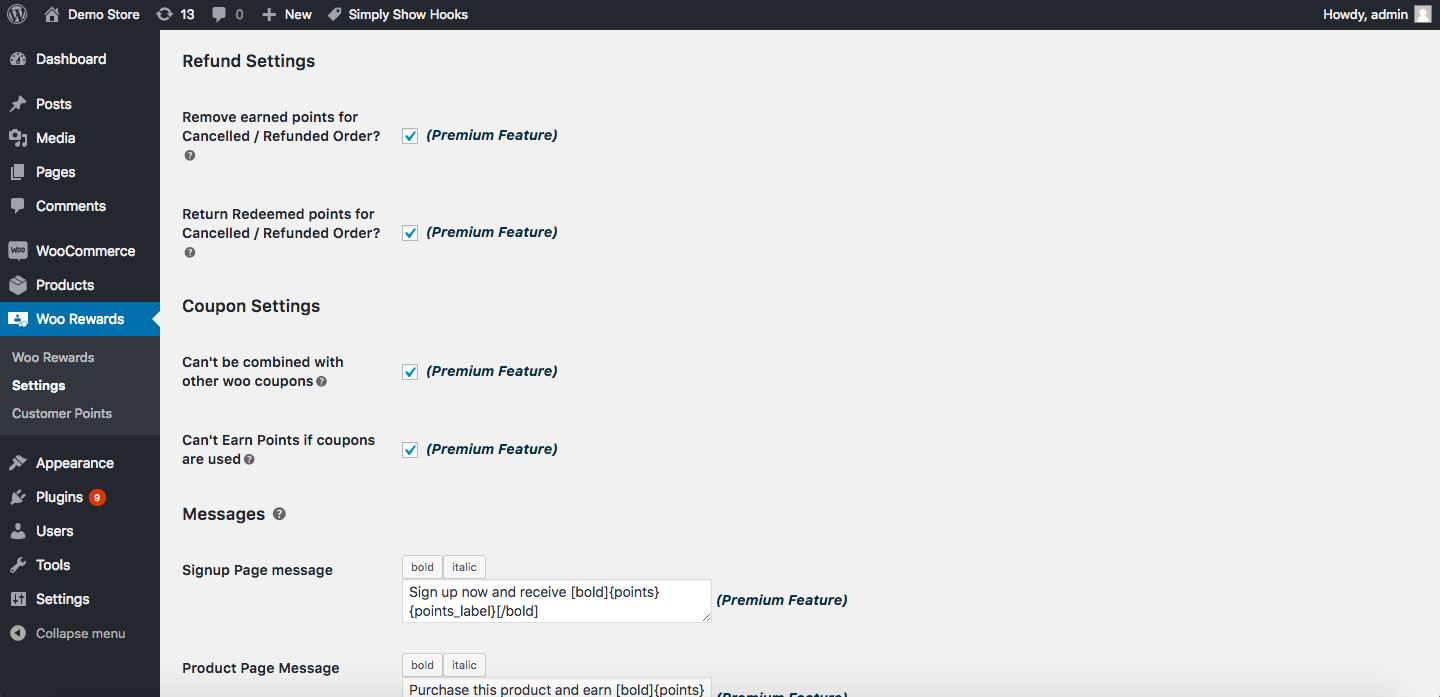 Demo Store 13 0 New Simply Show Hooks Howdy, admin
Dashboard
Posts
Media
Pages
Comments
WOO WooCommerce
Products
Woo Rewards
Woo Rewards
Settings
Customer Points
Appearance
Plugins 9
Users
Tools
Settings
Collapse menu
Refund Settings
Remove earned points for
Cancelled / Refunded Order? (Premium Feature)
?
Return Redeemed points for
Cancelled / Refunded Order? (Premium Feature)
?
Coupon Settings
Can't be combined with
other woo coupons ? (Premium Feature)
Can't Earn Points if coupons
are used ? (Premium Feature)
Messages ?
bold italic
Signup Page message
Sign up now and receive [bold]{points}
{points_label}[/bold]
(Premium Feature)
bold italic
Product Page Message
Purchase this product and earn [bold]{points}
(Premium Feature)